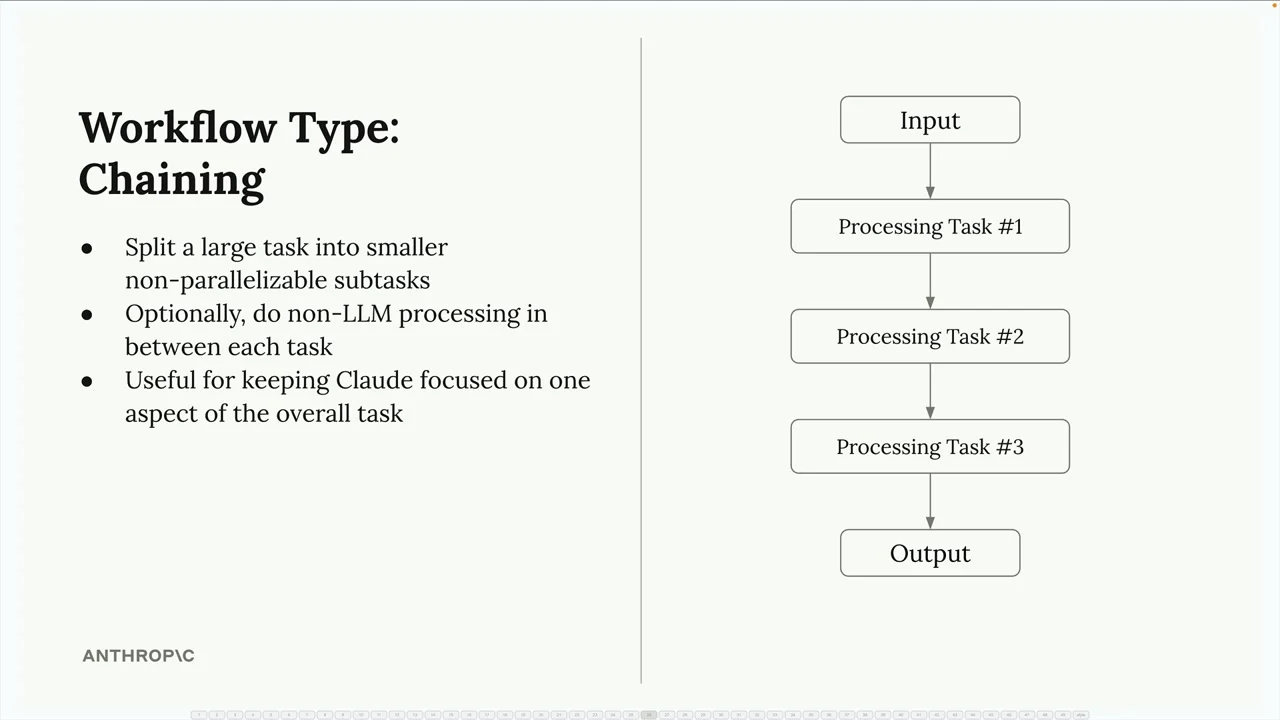 Workflow Type:
Chaining
● Split a large task into smaller
non-parallelizable subtasks
● Optionally, do non-LLM processing in
between each task
● Useful for keeping Claude focused on one
aspect of the overall task
ANTHROP\C
Input
Processing Task #1
Processing Task #2
Processing Task #3
Output